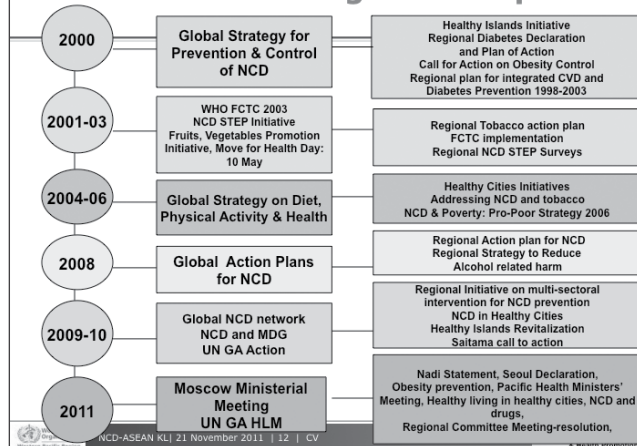 2000
Global Strategy for
Prevention & Control
of NCD
Healthy Islands Initiative
Regional Diabetes Declaration
and Plan of Action
Call for Action on Obesity Control
Regional plan for integrated CVD and
Diabetes Prevention 1998-2003
2001-03
WHO FCTC 2003
NCD STEP Initiative
Fruits, Vegetables Promotion
Initiative, Move for Health Day:
10 May
Regional Tobacco action plan
FCTC implementation
Regional NCD STEP Surveys
2004-06
Global Strategy on Diet,
Physical Activity & Health
Healthy Cities Initiatives
Addressing NCD and tobacco
NCD & Poverty: Pro-Poor Strategy 2006
2008
Global Action Plans
for NCD
Regional Action plan for NCD
Regional Strategy to Reduce
Alcohol related harm
2009-10
Global NCD network
NCD and MDG
UN GA Action
Regional Initiative on multi-sectoral
intervention for NCD prevention
NCD in Healthy Cities
Healthy Islands Revitalization
Saitama call to action
2011
Moscow Ministerial
Meeting
UN GA HLM
Nadi Statement, Seoul Declaration,
Obesity prevention, Pacific Health Ministers'
Meeting, Healthy living in healthy cities, NCD and
drugs,
Regional Committee Meeting-resolution,
NCD-ASEAN KL| 21 November 2011 | 12 | CV